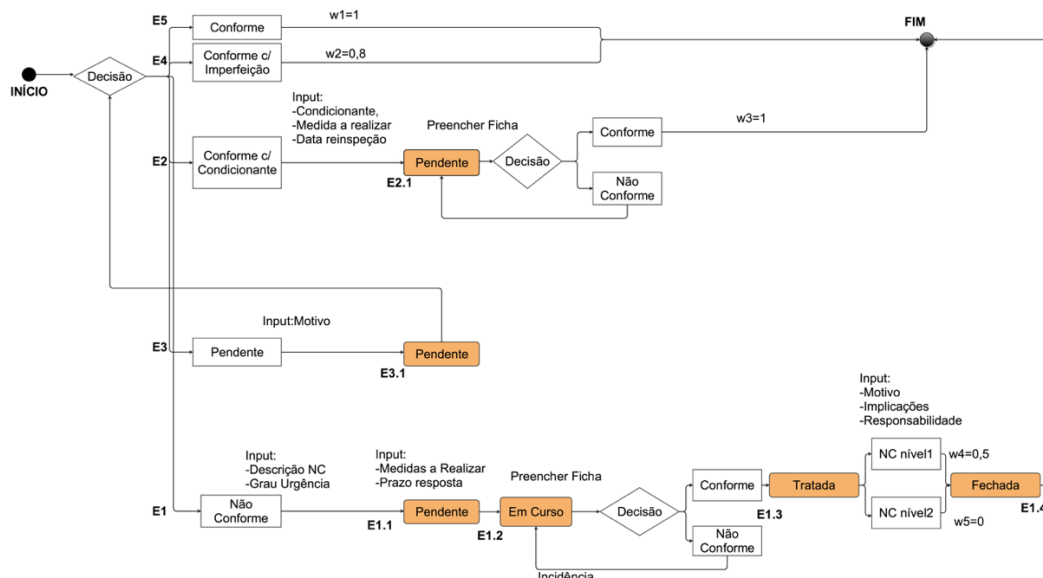 E5
Conforme
w1=1
FIM
E4
Conforme c/
Imperfeição
w2=0,8
INÍCIO
Decisão
Input:
-Condicionante,
-Medida a realizar
-Data reinspeção
Preencher Ficha
E2
Conforme c/
Condicionante
Pendente
E2.1
Decisão
Conforme
w3=1
Não
Conforme
Input:Motivo
E3
Pendente
Pendente
E3.1
Input:
-Descrição NC
-Grau Urgência
Input:
-Medidas a Realizar
-Prazo resposta
Preencher Ficha
Input:
-Motivo
-Implicações
-Responsabilidade
E1
Não
Conforme
Pendente
E1.1
Em Curso
E1.2
Decisão
Conforme
Não
Conforme
Incidência
Tratada
E1.3
NC nível1
w4=0,5
NC nível2
w5=0
Fechada
E1.4